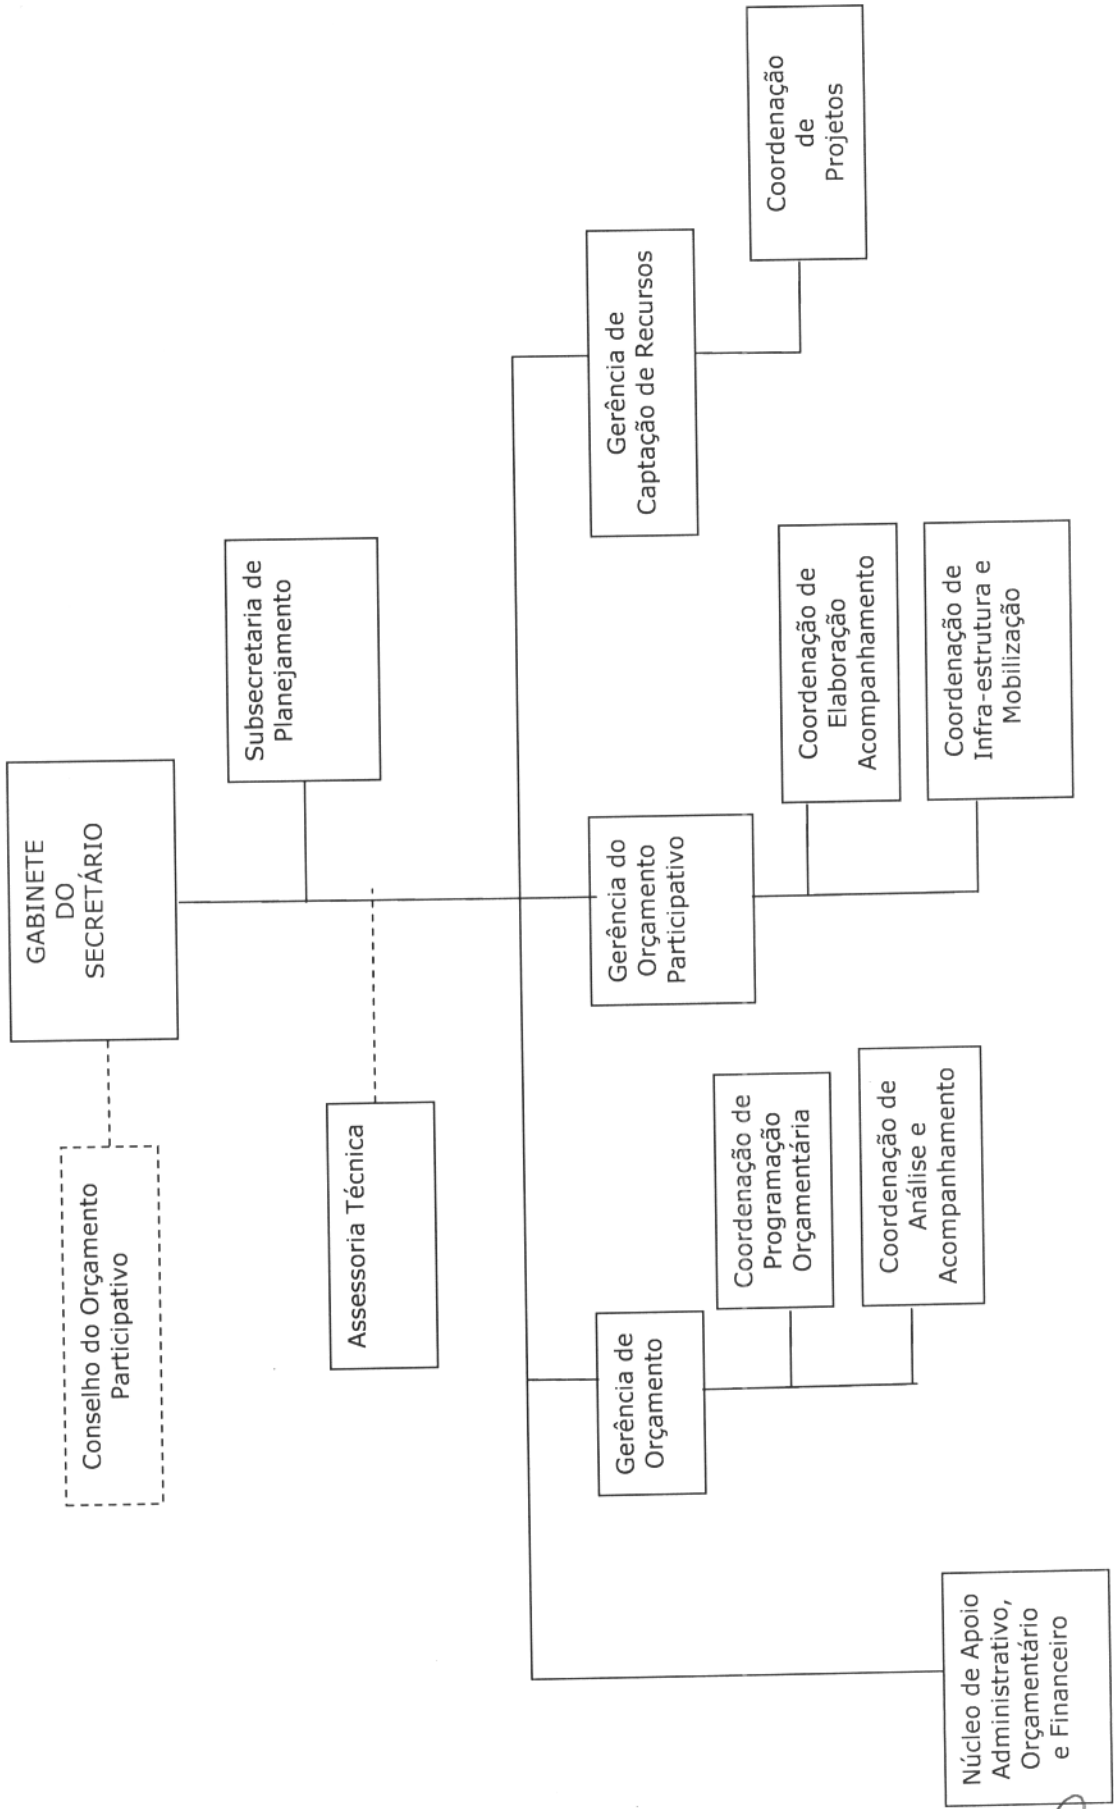 GABINETE
DO
SECRETÁRIO
Conselho do Orçamento
Participativo
Subsecretaria de
Planejamento
Assessoria Técnica
Núcleo de Apoio
Administrativo,
Orçamentário
e Financeiro
Gerência de
Orçamento
Coordenação de
Programação
Orçamentária
Coordenação de
Análise e
Acompanhamento
Gerência do
Orçamento
Participativo
Coordenação de
Elaboração
Acompanhamento
Coordenação de
Infra-estrutura e
Mobilização
Gerência de
Captação de Recursos
Coordenação
de
Projetos